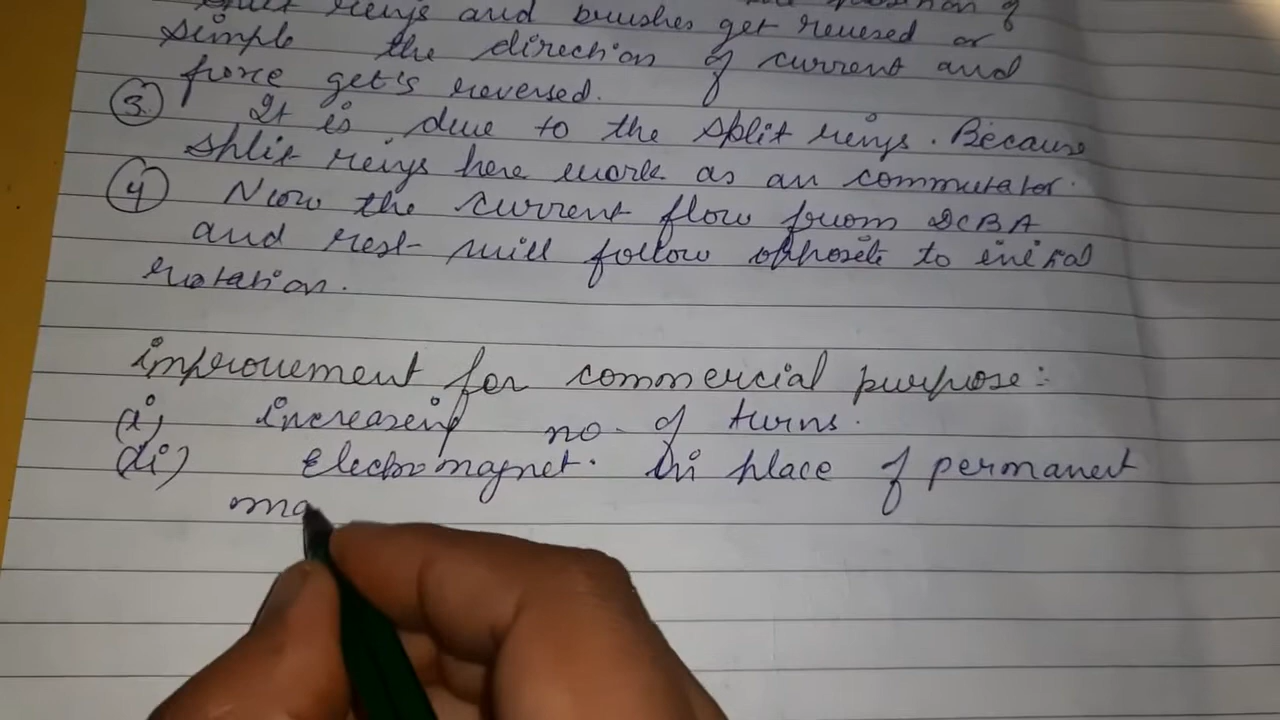 split rings and brushes get revesed or
simple the direction of current and
force get's reversed.
3. It is due to the split rings. Because
split rings here work as an commutator.
4 Now the current flow from DCBA
and rest will follow opposite to initial
rotation.
improvement for commercial purpose:-
(i) increasing no. of turns.
(ii) Electromagnet. in place of permanent
ma